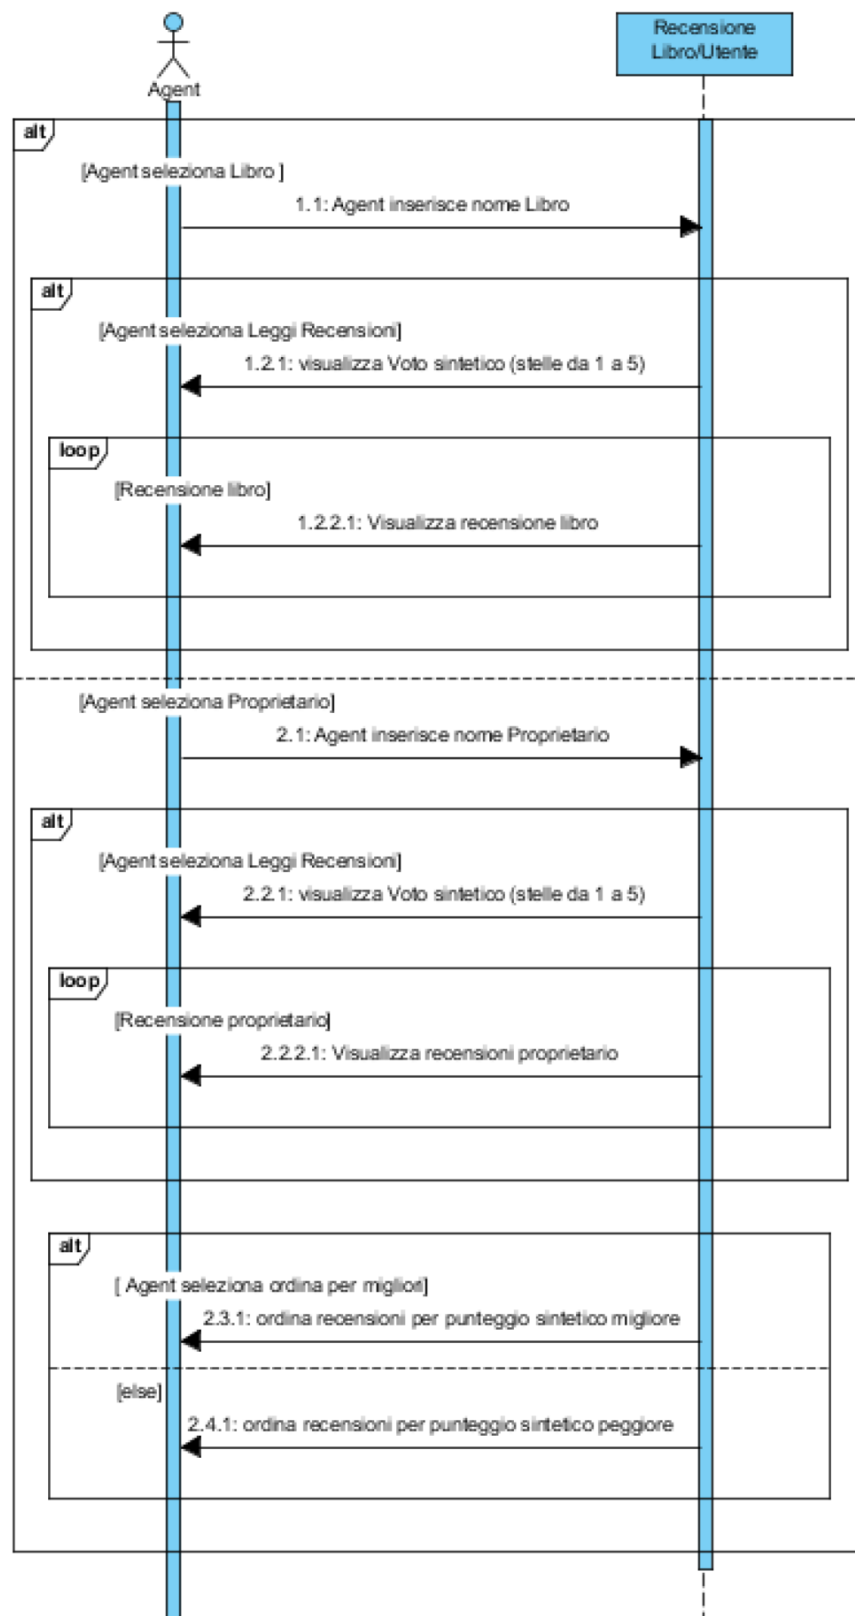 Agent
Recensione
Libro/Utente
alt
[Agent seleziona Libro ]
1.1: Agent inserisce nome Libro
alt
[Agent seleziona Leggi Recensioni]
1.2.1: visualizza Voto sintetico (stelle da 1 a 5)
loop
[Recensione libro]
1.2.2.1: Visualizza recensione libro
[Agent seleziona Proprietario]
2.1: Agent inserisce nome Proprietario
alt
[Agent seleziona Leggi Recensioni]
2.2.1: visualizza Voto sintetico (stelle da 1 a 5)
loop
[Recensione proprietario]
2.2.2.1: Visualizza recensioni proprietario
alt
[ Agent seleziona ordina per migliori]
2.3.1: ordina recensioni per punteggio sintetico migliore
[else]
2.4.1: ordina recensioni per punteggio sintetico peggiore